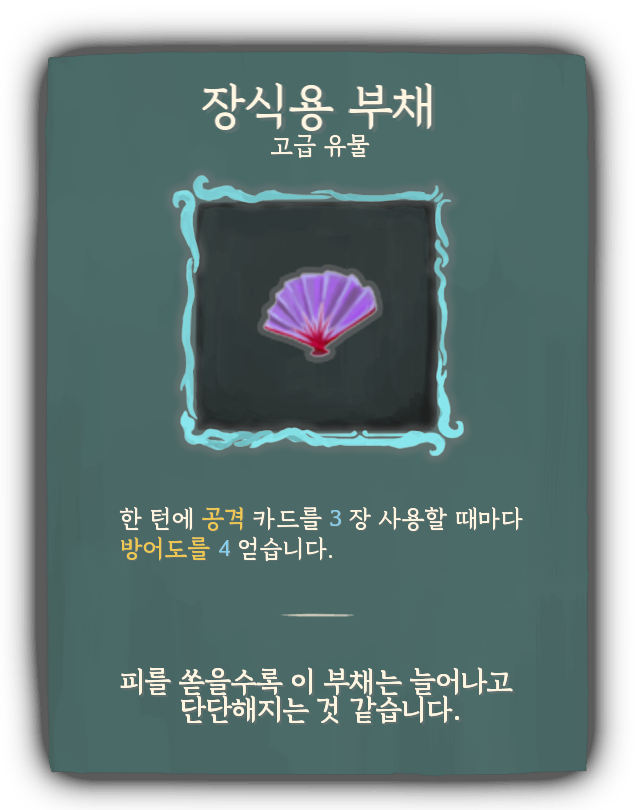 장식용 부채
고급 유물
한 턴에 공격 카드를 3 장 사용할 때마다
방어도를 4 얻습니다.
피를 쏟을수록 이 부채는 늘어나고
단단해지는 것 같습니다.